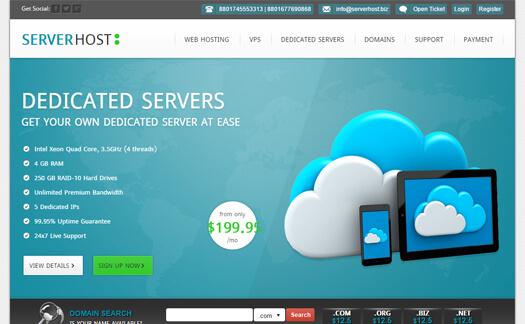 Get Social:
8801745553313 | 8801677690868
info@serverhost.biz
Open Ticket
Login
Register
SERVERHOST
WEB HOSTING
VPS
DEDICATED SERVERS
DOMAINS
SUPPORT
PAYMENT
DEDICATED SERVERS
GET YOUR OWN DEDICATED SERVER AT EASE
Intel Xeon Quad Core, 3.5GHz (4 threads)
4 GB RAM
250 GB RAID-10 Hard Drives
Unlimited Premium Bandwidth
5 Dedicated IPs
99.95% Uptime Guarantee
24x7 Live Support
from only
$199.95
/mo
VIEW DETAILS
SIGN UP NOW
DOMAIN SEARCH
IS YOUR NAME AVAILABLE?
.com
Search
.COM
$12.5
.ORG
$12.5
.BIZ
$12.5
.NET
$12.5